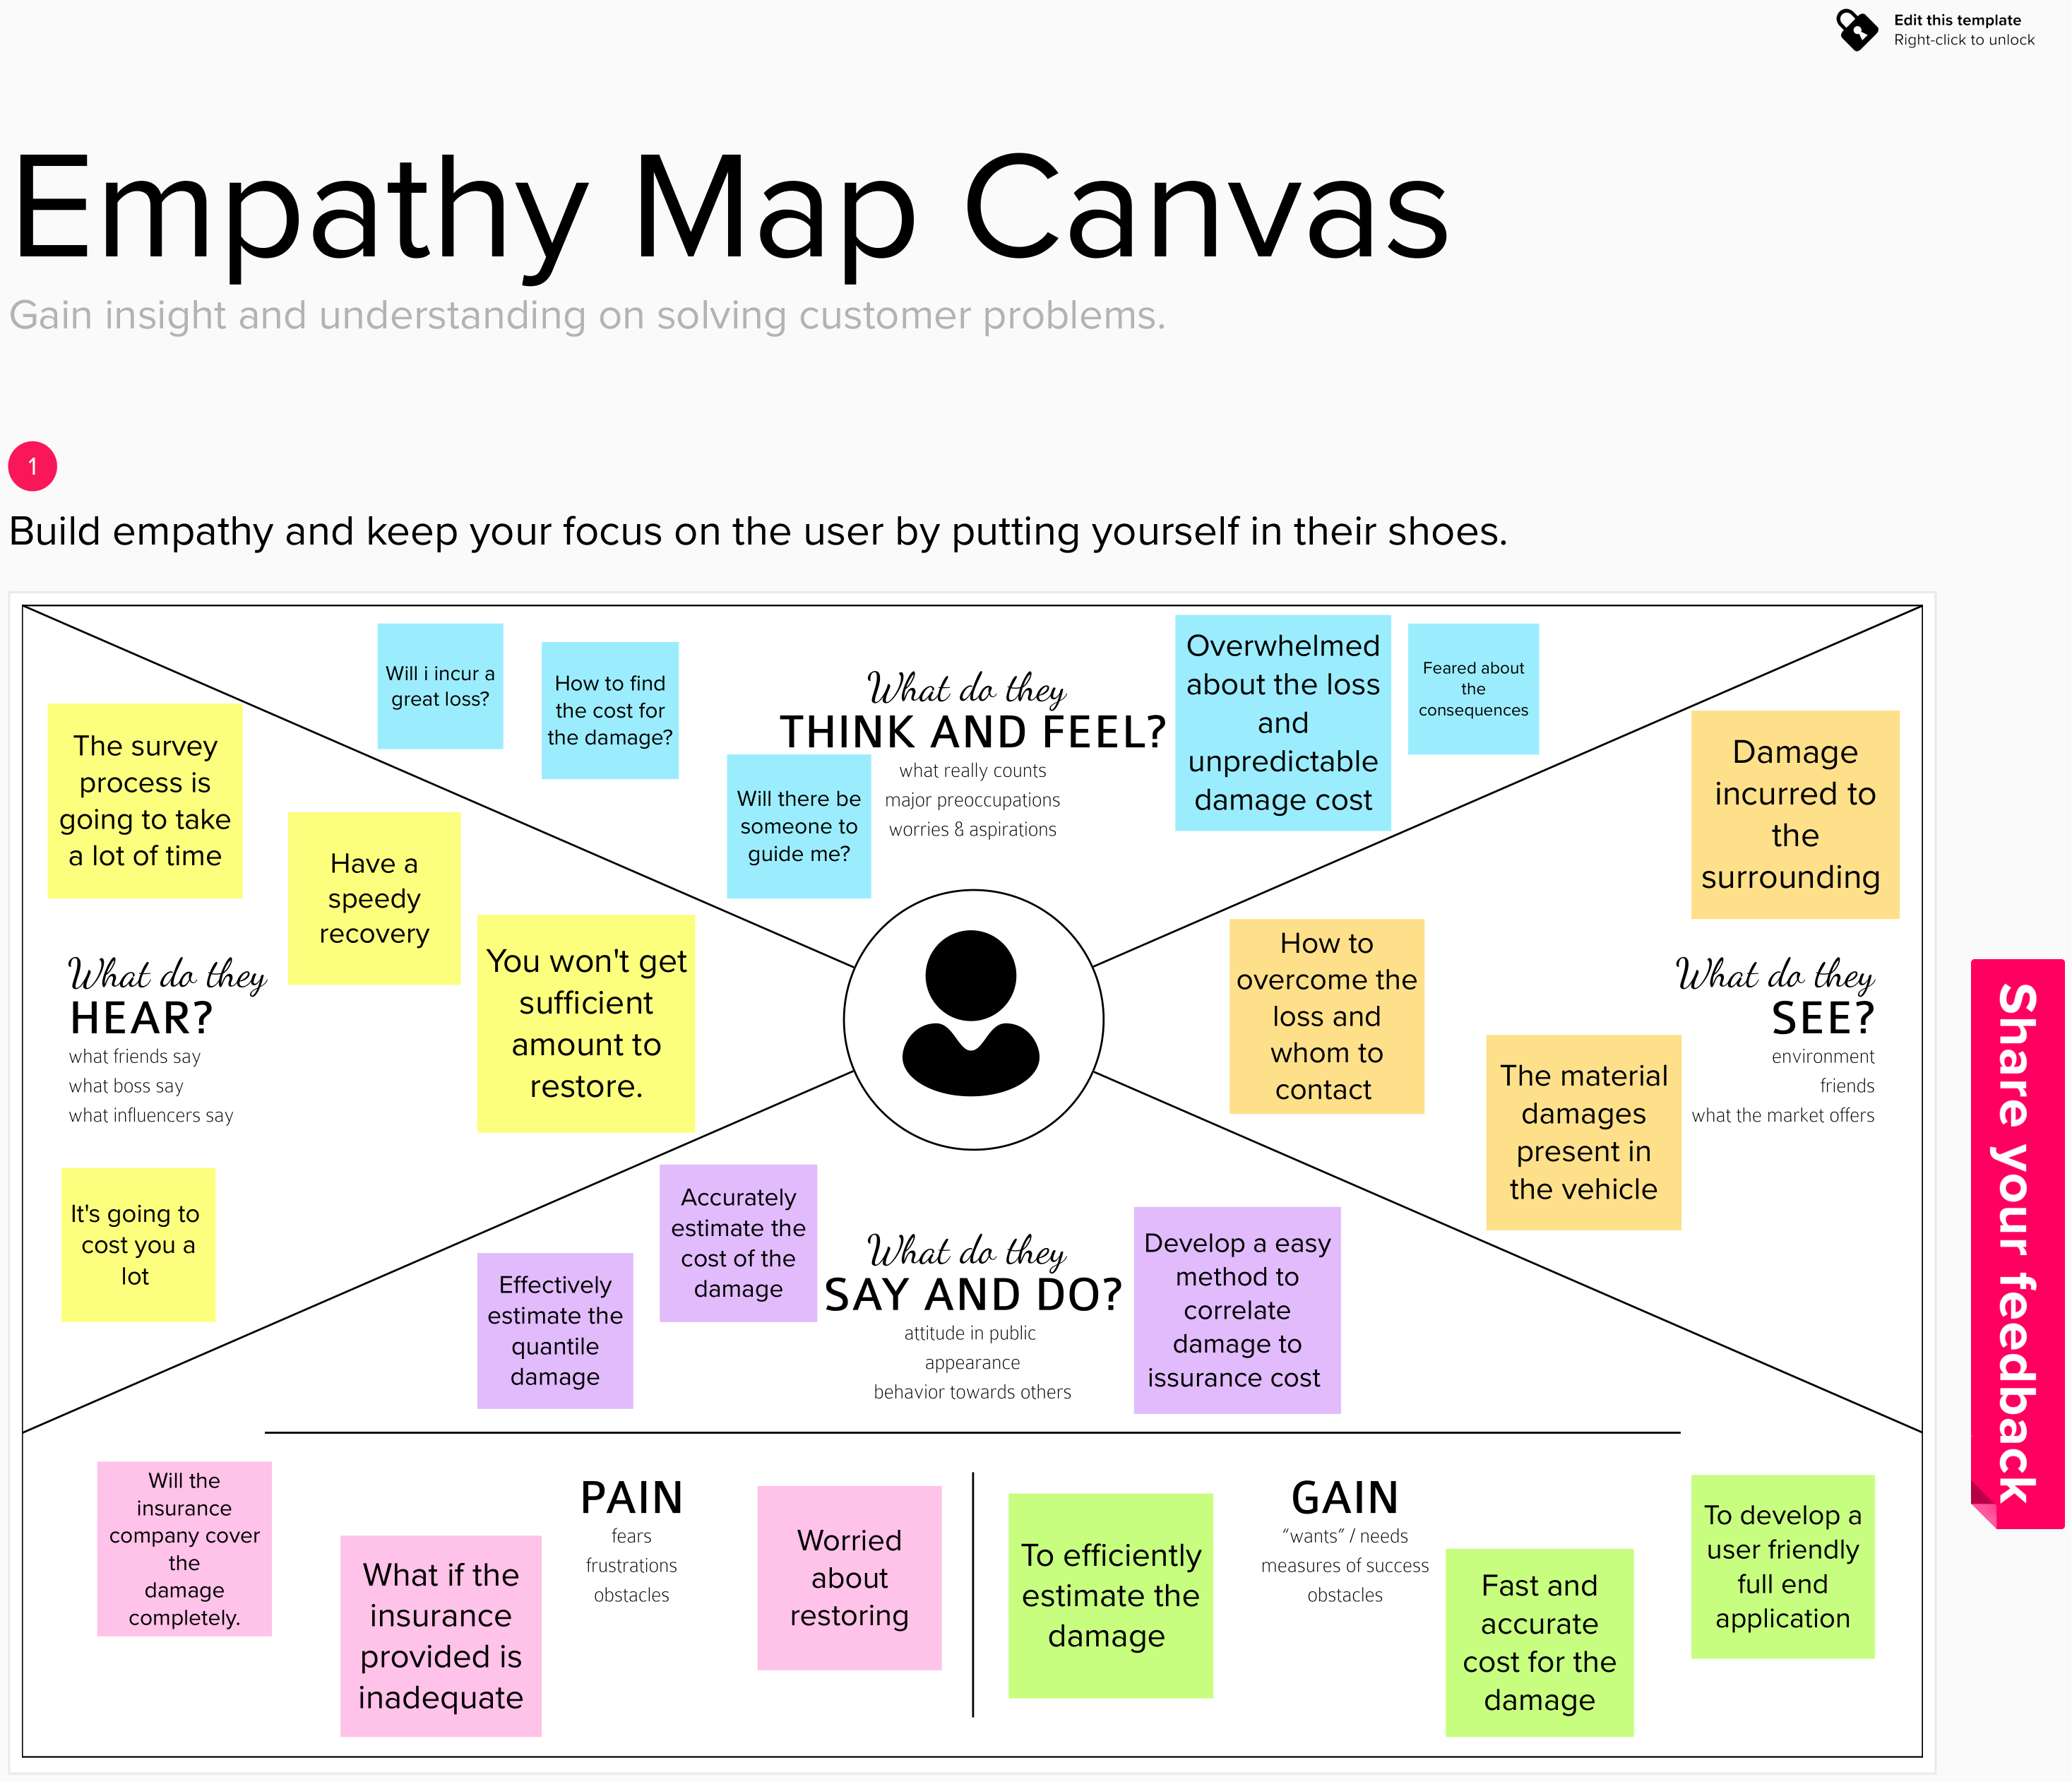 Edit this template
Right-click to unlock
Empathy Map Canvas
Gain insight and understanding on solving customer problems.
1
Build empathy and keep your focus on the user by putting yourself in their shoes.
Will i incur a
great loss?
How to find
the cost for
the damage?
Will there be
someone to
guide me?
What do they
THINK AND FEEL?
what really counts
major preoccupations
worries & aspirations
Overwhelmed
about the loss
and
unpredictable
damage cost
Feared about
the
consequences
The survey
process is
going to take
a lot of time
Have a
speedy
recovery
You won't get
sufficient
amount to
restore.
What do they
HEAR?
what friends say
what boss say
what influencers say
It's going to
cost you a
lot
Damage
incurred to
the
surrounding
How to
overcome the
loss and
whom to
contact
The material
damages
present in
the vehicle
What do they
SEE?
environment
friends
what the market offers
Effectively
estimate the
quantile
damage
Accurately
estimate the
cost of the
damage
What do they
SAY AND DO?
attitude in public
appearance
behavior towards others
Develop a easy
method to
correlate
damage to
issurance cost
Will the
insurance
company cover
the
damage
completely.
What if the
insurance
provided is
inadequate
PAIN
fears
frustrations
obstacles
Worried
about
restoring
To efficiently
estimate the
damage
GAIN
“wants” / needs
measures of success
obstacles
Fast and
accurate
cost for the
damage
To develop a
user friendly
full end
application
Share your feedback